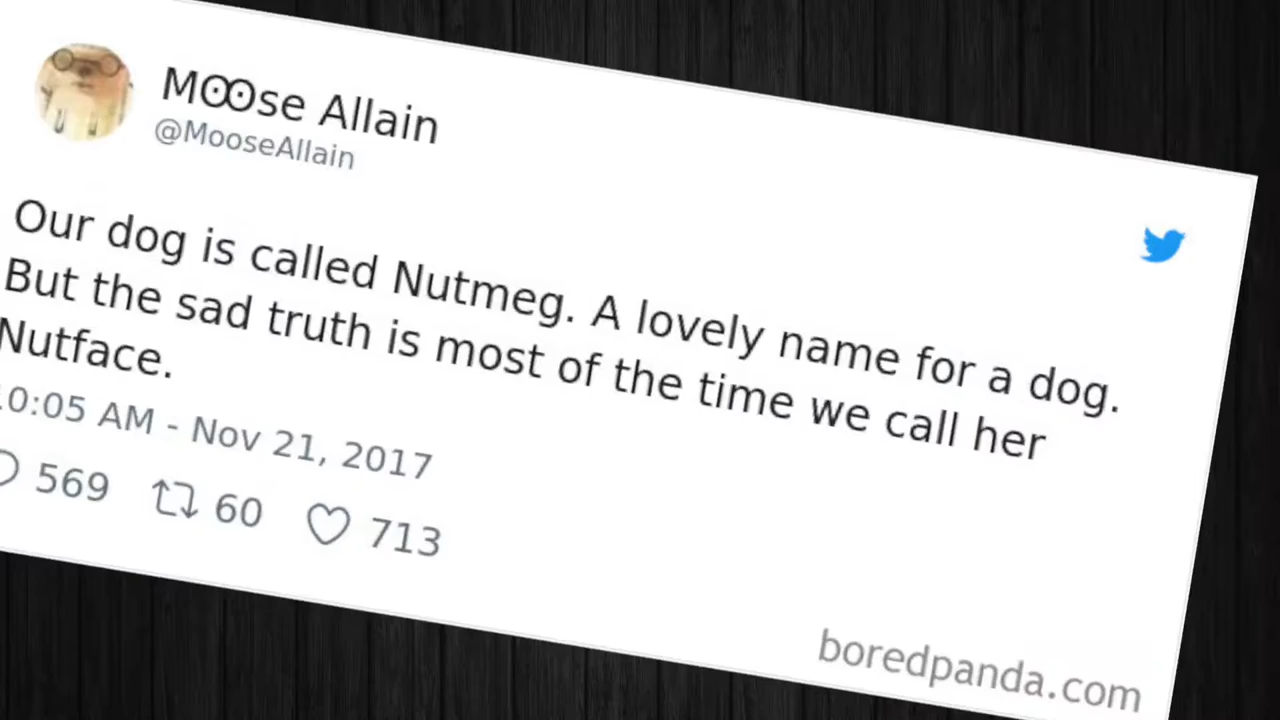 MʘʘSe Allain
@MooseAllain
Our dog is called Nutmeg. A lovely name for a dog.
But the sad truth is most of the time we call her
Nutface.
10:05 AM - Nov 21, 2017
569 60 713
boredpanda.com